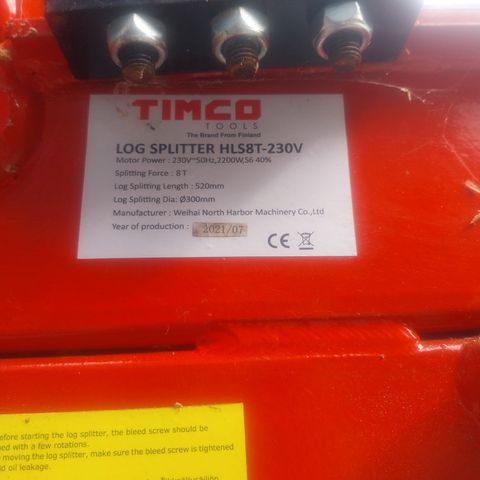 TIMCO
TOOLS
The Brand From Finland
LOG SPLITTER HLS8T-230V
Motor Power : 230V~50Hz,2200W,S6 40%
Splitting Force : 8 T
Log Splitting Length : 520mm
Log Splitting Dia: Ø300mm
Manufacturer : Weihai North Harbor Machinery Co.,Ltd
Year of production : 2021/07
CE
efore starting the log splitter, the bleed screw should be
ned with a few rotations.
moving the log splitter, make sure the bleed screw is tightened
id oil leakage.